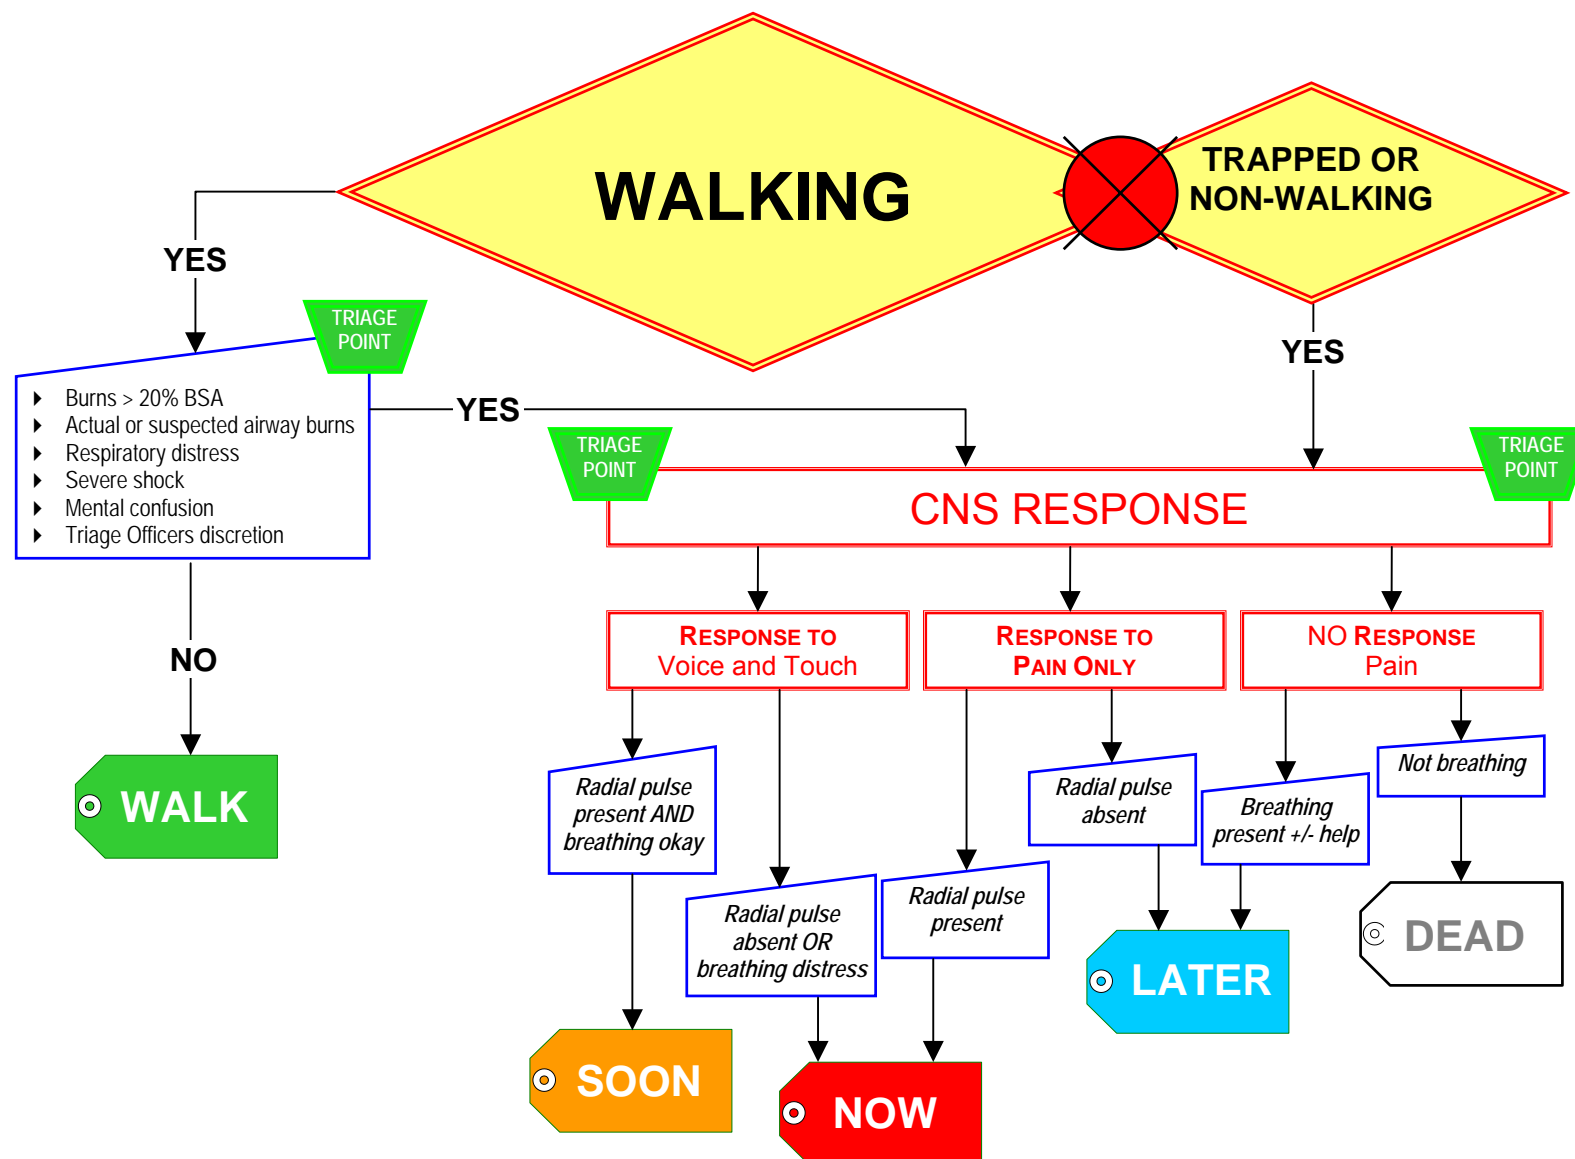 WALKING
TRAPPED OR
NON-WALKING
YES
YES
TRIAGE
POINT
Burns > 20% BSA
Actual or suspected airway burns
Respiratory distress
Severe shock
Mental confusion
Triage Officers discretion
YES
TRIAGE
POINT
TRIAGE
POINT
CNS RESPONSE
NO
RESPONSE TO
Voice and Touch
RESPONSE TO
PAIN ONLY
NO RESPONSE
Pain
Radial pulse
present AND
breathing okay
Radial pulse
absent OR
breathing distress
Radial pulse
present
Radial pulse
absent
Breathing
present +/- help
Not breathing
WALK
SOON
NOW
LATER
DEAD